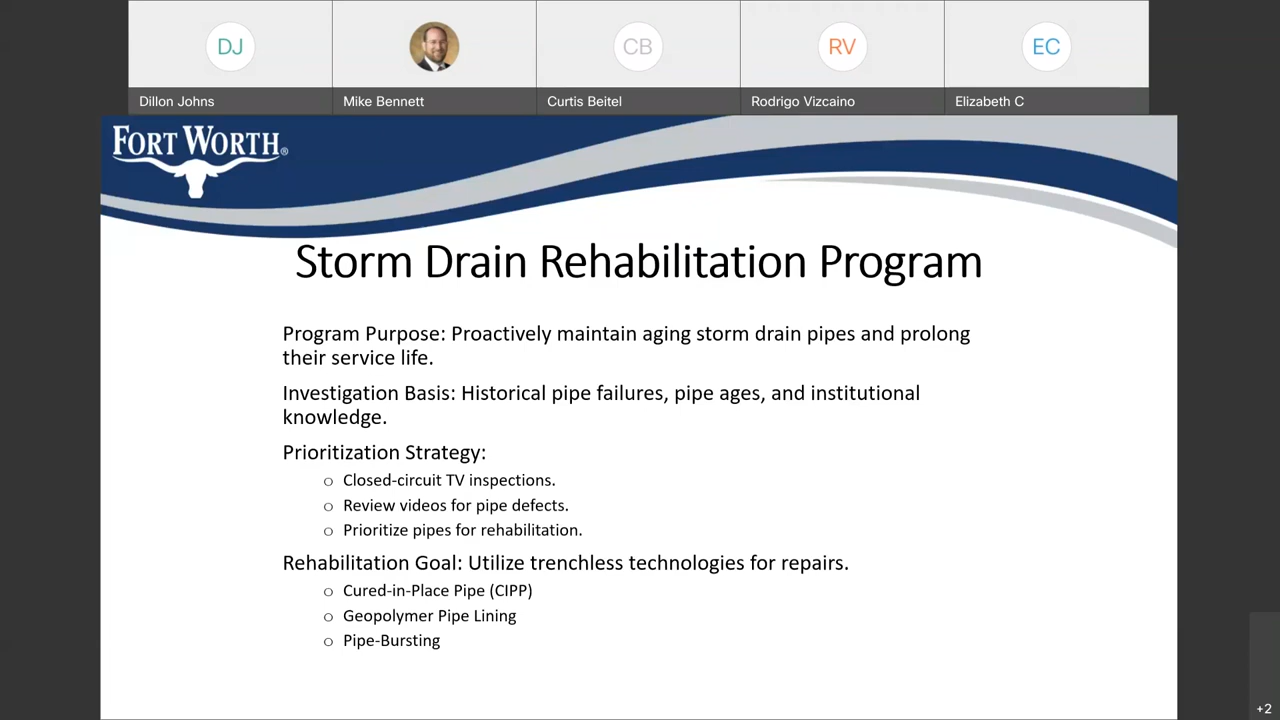 DJ
CB
RV
EC
Dillon Johns
Mike Bennett
Curtis Beitel
Rodrigo Vizcaino
Elizabeth C
FORT WORTH®
Storm Drain Rehabilitation Program
Program Purpose: Proactively maintain aging storm drain pipes and prolong
their service life.
Investigation Basis: Historical pipe failures, pipe ages, and institutional
knowledge.
Prioritization Strategy:
o Closed-circuit TV inspections.
o Review videos for pipe defects.
o Prioritize pipes for rehabilitation.
Rehabilitation Goal: Utilize trenchless technologies for repairs.
o Cured-in-Place Pipe (CIPP)
o Geopolymer Pipe Lining
o Pipe-Bursting
+2